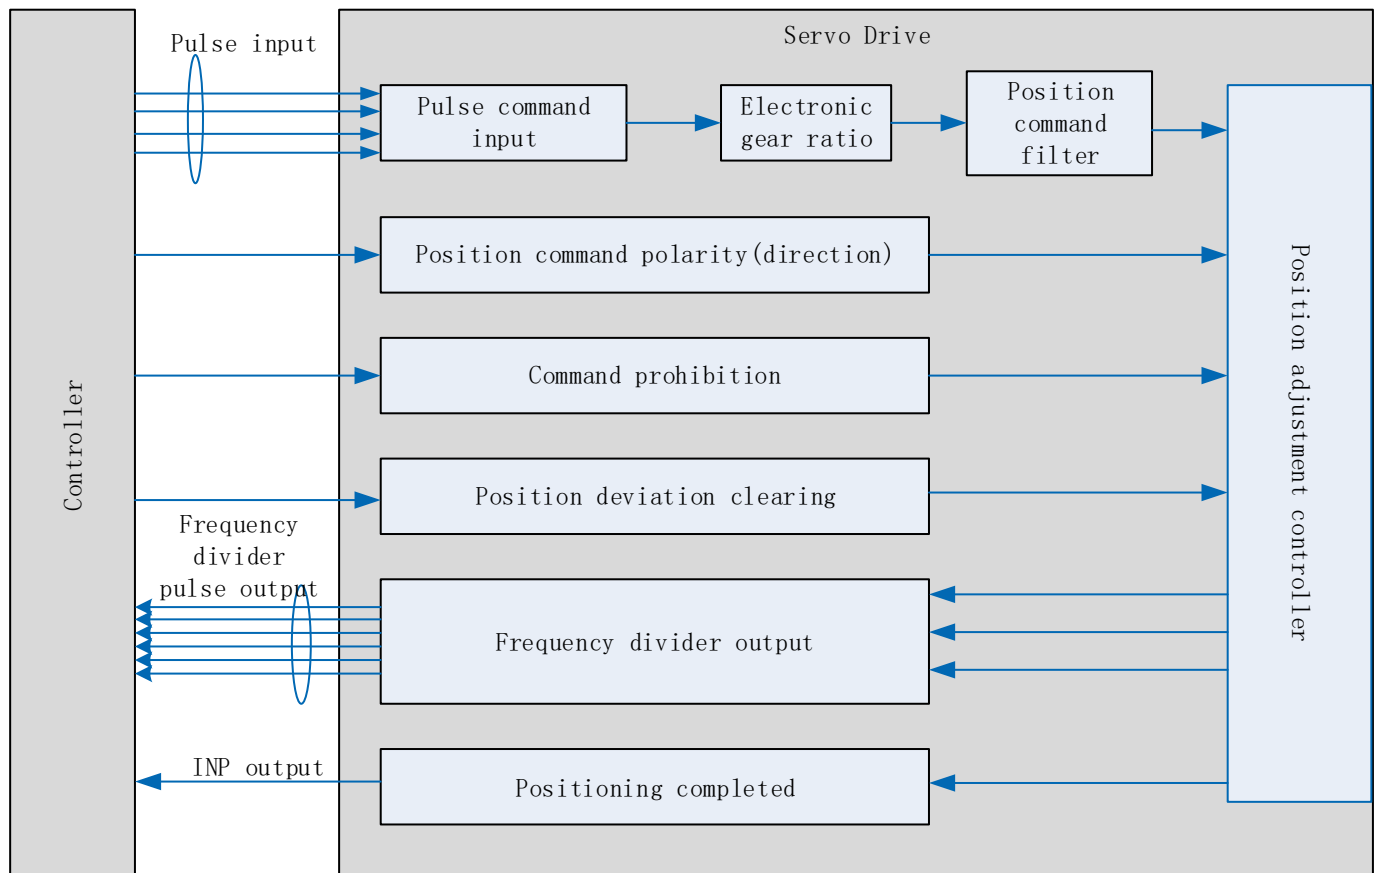 Servo Drive
Pulse input
Pulse command
input
Electronic
gear ratio
Position
command
filter
Position command polarity(direction)
Command prohibition
Position deviation clearing
Controller
Position adjustment controller
Frequency
divider
pulse output
Frequency divider output
INP output
Positioning completed